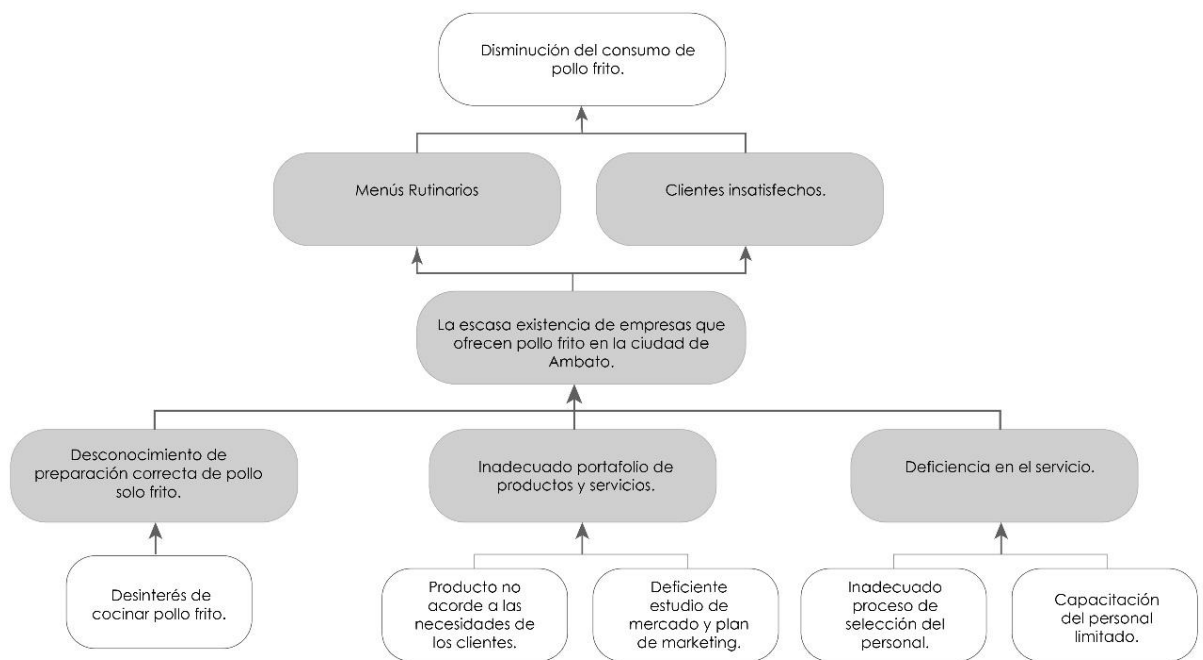 Disminución del consumo de
pollo frito.
Menús Rutinarios
Clientes insatisfechos.
La escasa existencia de empresas que
ofrecen pollo frito en la ciudad de
Ambato.
Desconocimiento de
preparación correcta de pollo
solo frito.
Inadecuado portafolio de
productos y servicios.
Deficiencia en el servicio.
Desinterés de
cocinar pollo frito.
Producto no
acorde a las
necesidades de
los clientes.
Deficiente
estudio de
mercado y plan
de marketing.
Inadecuado
proceso de
selección del
personal.
Capacitación
del personal
limitado.